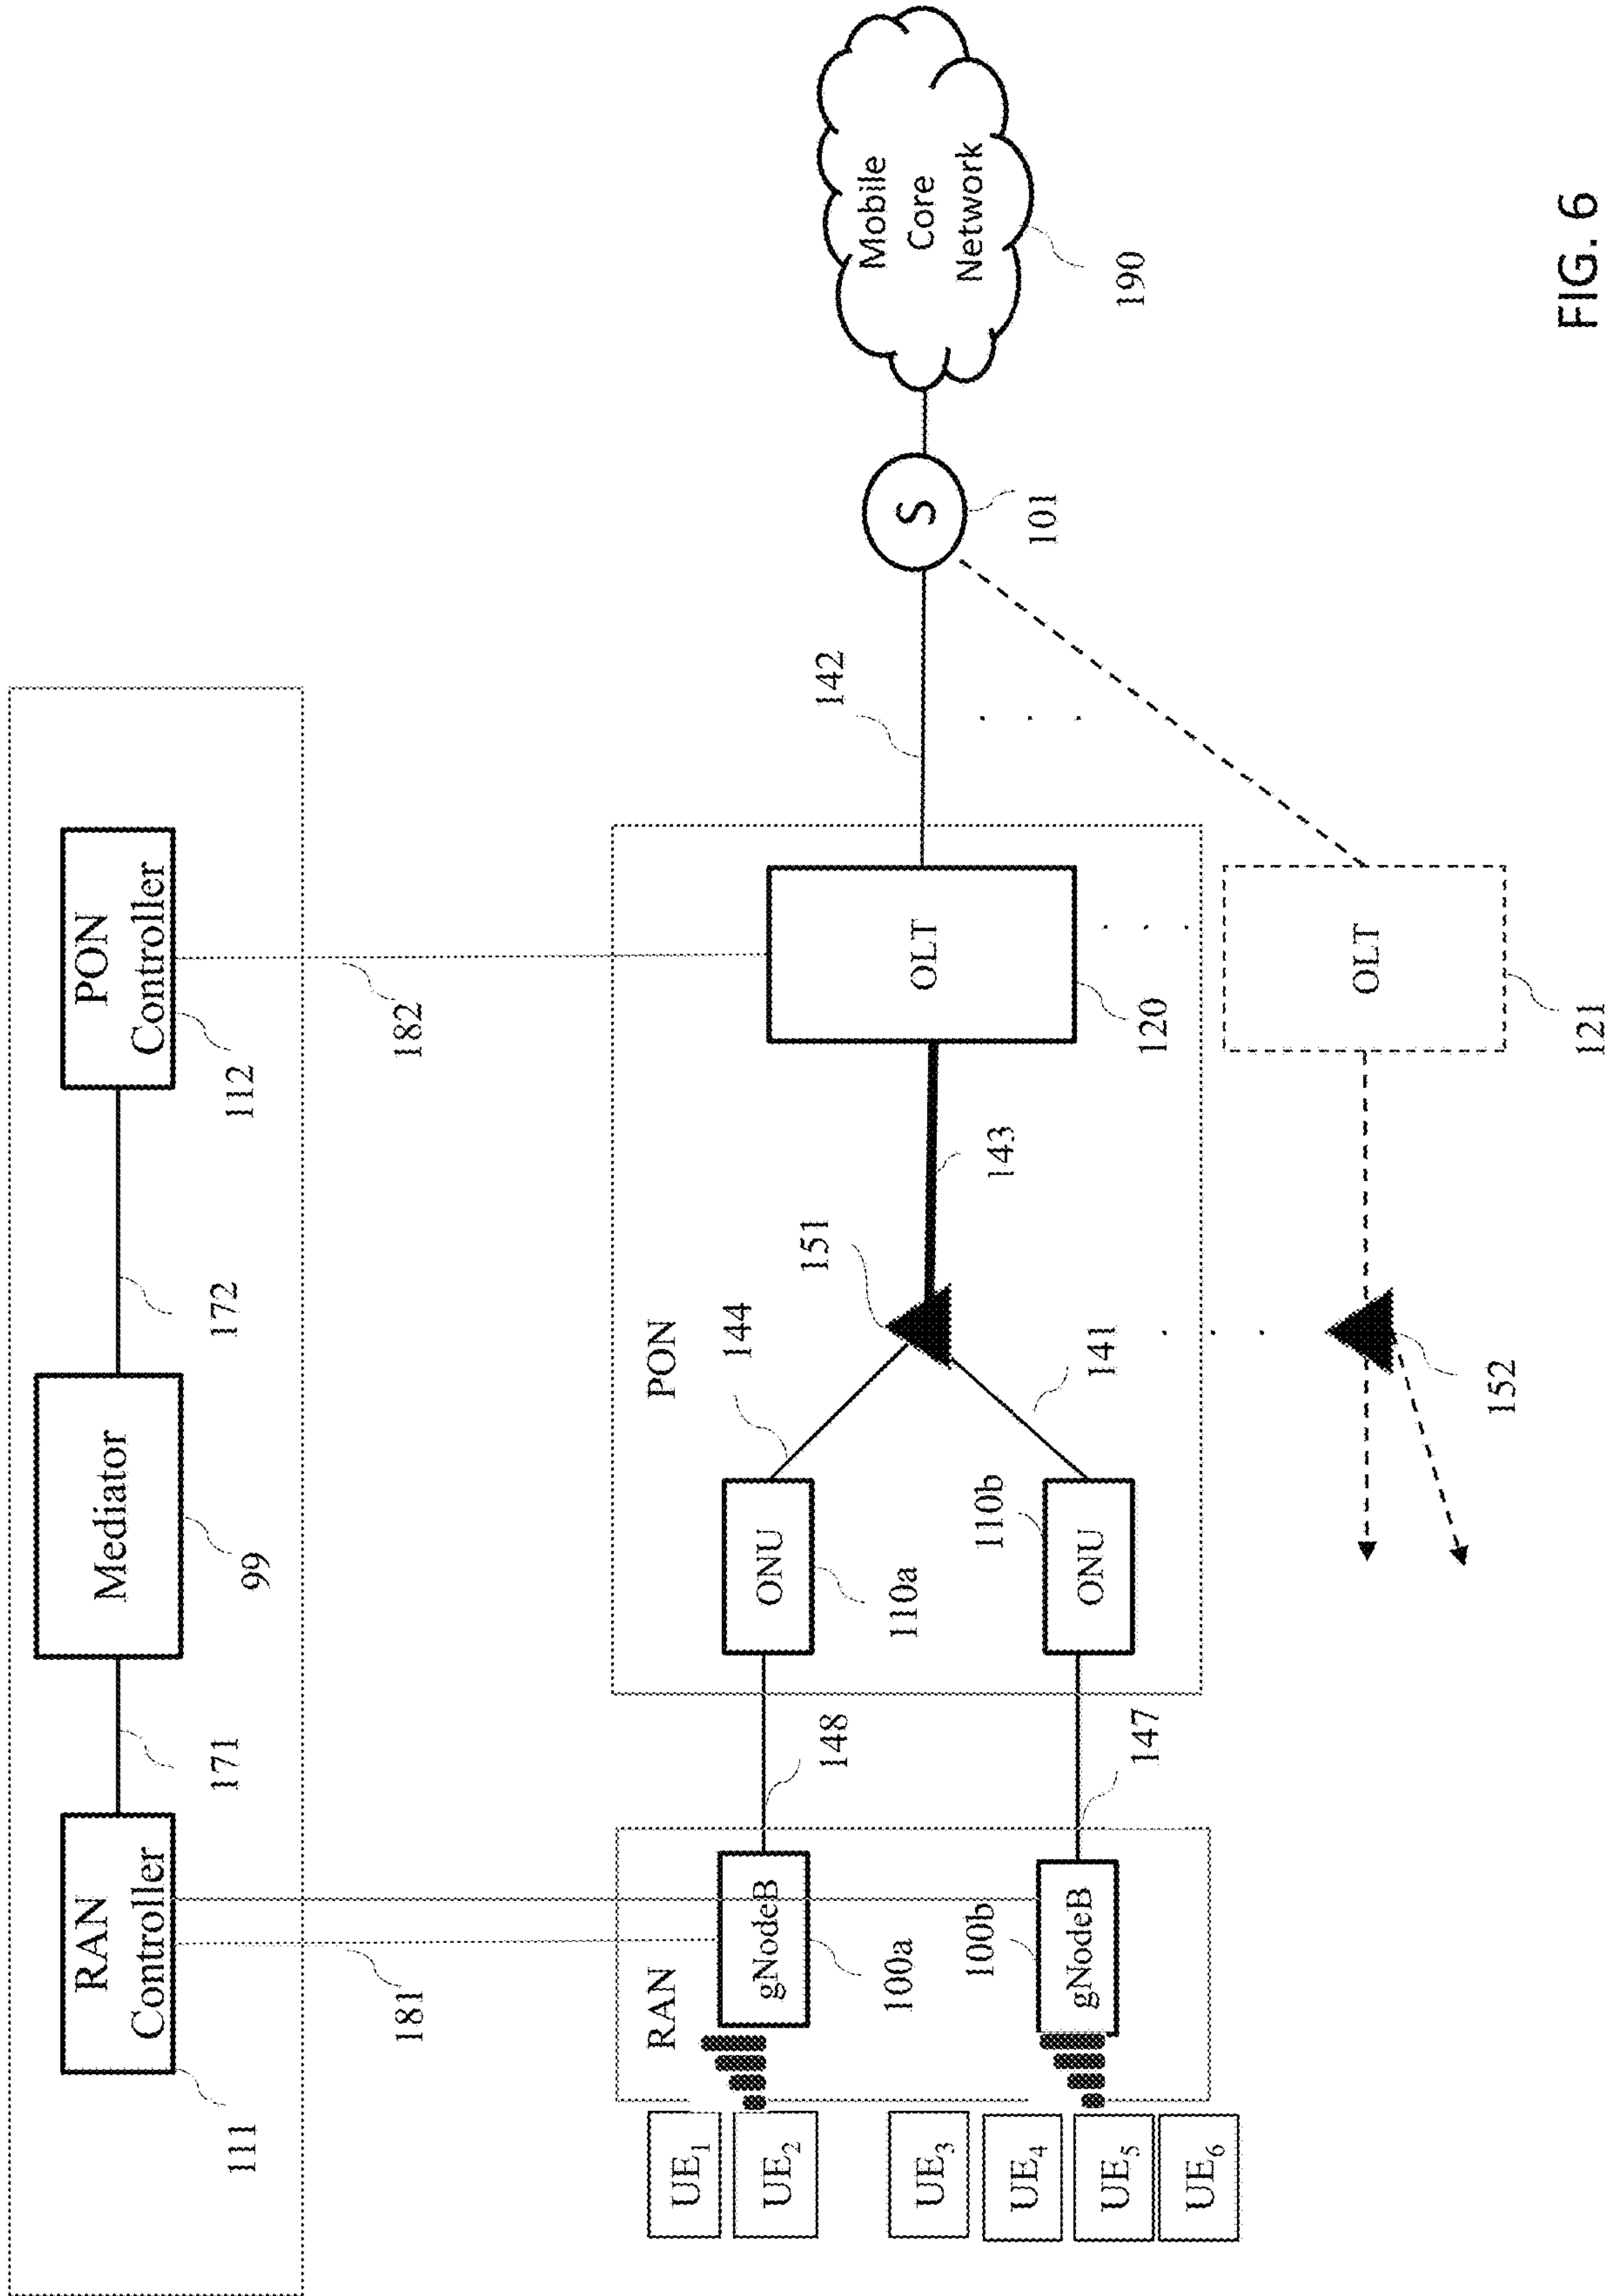 RAN
Controller
111
171
Mediator
99
172
PON
Controller
112
181
182
RAN
PON
UE1
UE2
UE3
UE4
UE5
UE6
gNodeB
100a
100b
gNodeB
148
147
ONU
110a
110b
ONU
144
141
151
143
OLT
120
142
S
101
Mobile
Core
Network
190
152
OLT
121
FIG. 6